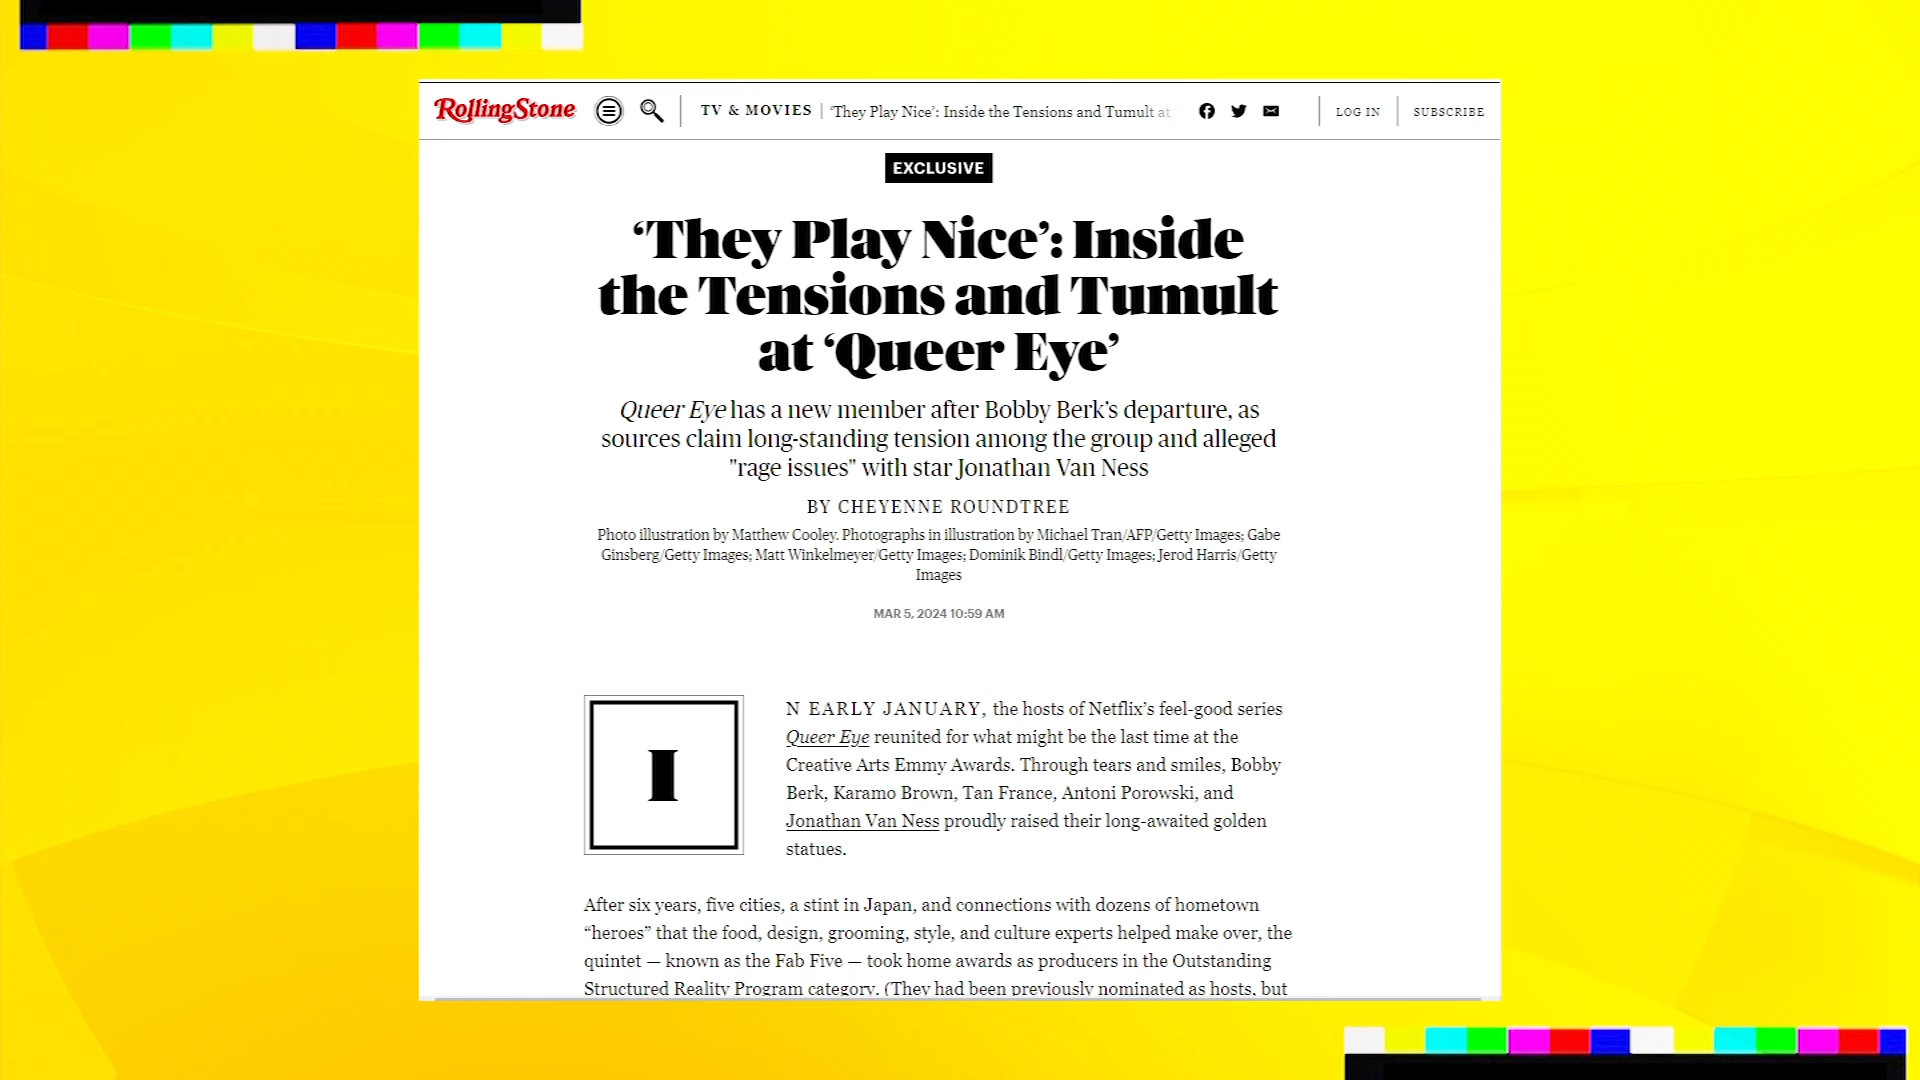 RollingStone
TV & MOVIES
‘They Play Nice’: Inside the Tensions and Tumult at
LOG IN
SUBSCRIBE
EXCLUSIVE
‘They Play Nice’: Inside
the Tensions and Tumult
at ‘Queer Eye’
Queer Eye has a new member after Bobby Berk’s departure, as
sources claim long-standing tension among the group and alleged
"rage issues" with star Jonathan Van Ness
BY CHEYENNE ROUNDTREE
Photo illustration by Matthew Cooley. Photographs in illustration by Michael Tran/AFP/Getty Images; Gabe
Ginsberg/Getty Images; Matt Winkelmeyer/Getty Images; Dominik Bindl/Getty Images; Jerod Harris/Getty
Images
MAR 5, 2024 10:59 AM
I
N EARLY JANUARY, the hosts of Netflix’s feel-good series
Queer Eye reunited for what might be the last time at the
Creative Arts Emmy Awards. Through tears and smiles, Bobby
Berk, Karamo Brown, Tan France, Antoni Porowski, and
Jonathan Van Ness proudly raised their long-awaited golden
statues.
After six years, five cities, a stint in Japan, and connections with dozens of hometown
“heroes” that the food, design, grooming, style, and culture experts helped make over, the
quintet — known as the Fab Five — took home awards as producers in the Outstanding
Structured Reality Program category. (They had been previously nominated as hosts, but